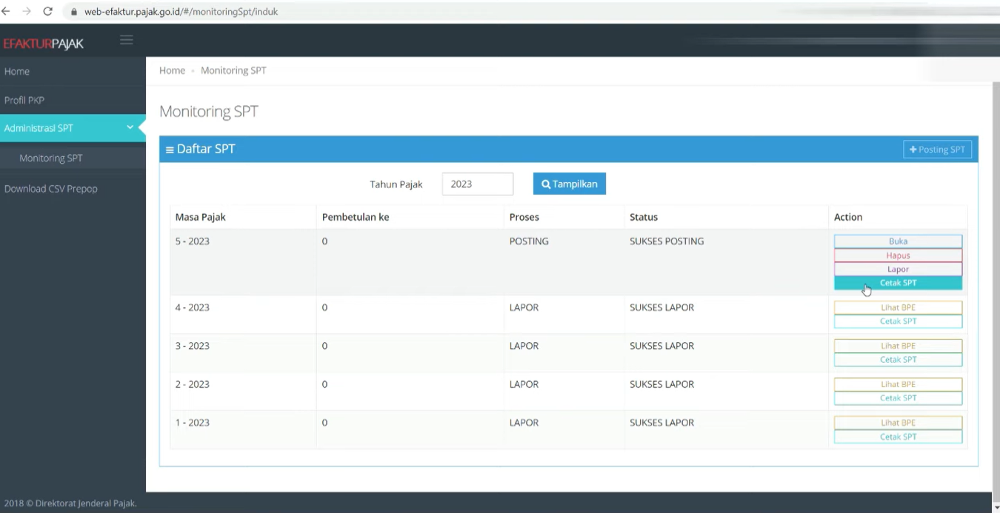 web-efaktur.pajak.go.id/#/monitoringSpt/induk
EFAKTURPAJAK
Home
Profil PKP
Administrasi SPT
Monitoring SPT
Download CSV Prepop
Home Monitoring SPT
Monitoring SPT
Daftar SPT
Posting SPT
Tahun Pajak 2023 Tampilkan
Masa Pajak Pembetulan ke Proses Status Action
5 - 2023 0 POSTING SUKSES POSTING Buka
Hapus
Lapor
Cetak SPT
4 - 2023 0 LAPOR SUKSES LAPOR Lihat BPE
Cetak SPT
3 - 2023 0 LAPOR SUKSES LAPOR Lihat BPE
Cetak SPT
2 - 2023 0 LAPOR SUKSES LAPOR Lihat BPE
Cetak SPT
1 - 2023 0 LAPOR SUKSES LAPOR Lihat BPE
Cetak SPT
2018 © Direktorat Jenderal Pajak.